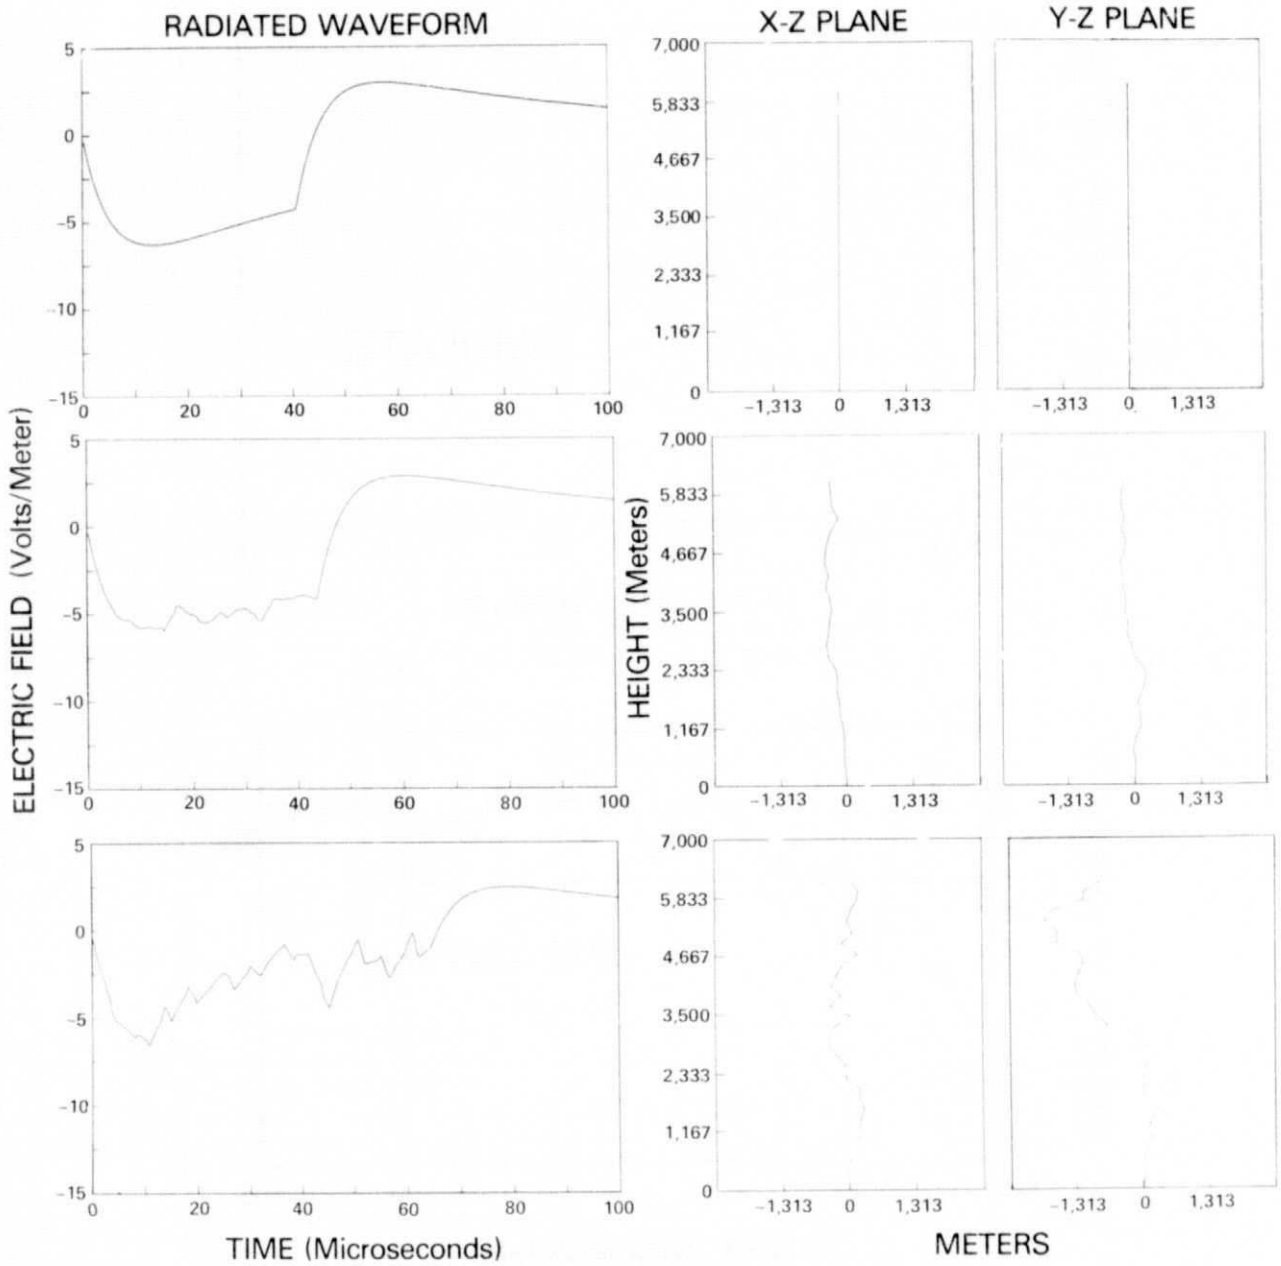 RADIATED WAVEFORM
X-Z PLANE
Y-Z PLANE
5
0
−5
−10
−15
0 20 40 60 80 100
7,000
5,833
4,667
3,500
2,333
1,167
0
−1,313 0 1,313
−1,313 0 1,313
ELECTRIC FIELD (Volts/Meter)
5
0
−5
−10
−15
0 20 40 60 80 100
HEIGHT (Meters)
7,000
5,833
4,667
3,500
2,333
1,167
0
−1,313 0 1,313
−1,313 0 1,313
5
0
−5
−10
−15
0 20 40 60 80 100
7,000
5,833
4,667
3,500
2,333
1,167
0
−1,313 0 1,313
−1,313 0 1,313
TIME (Microseconds)
METERS